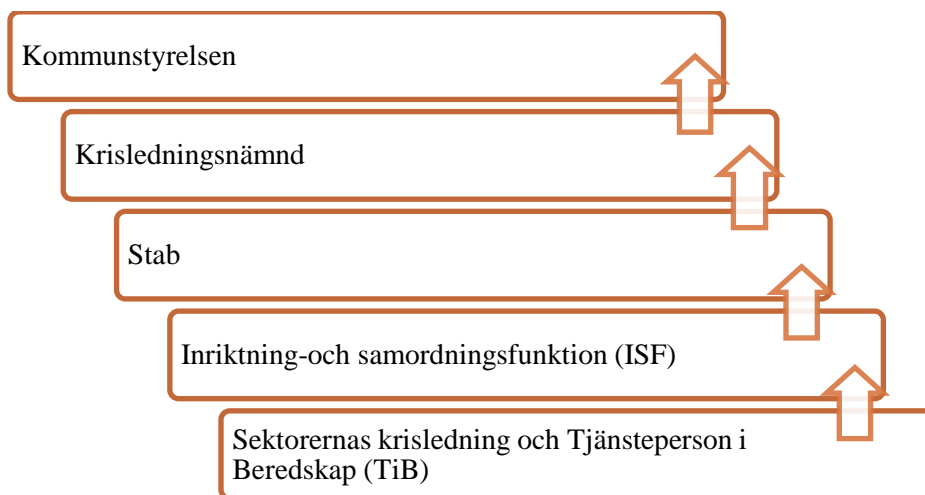 Kommunstyrelsen
Krisledningsnämnd
Stab
Inriktning-och samordningsfunktion (ISF)
Sektorernas krisledning och Tjänsteperson i
Beredskap (TiB)